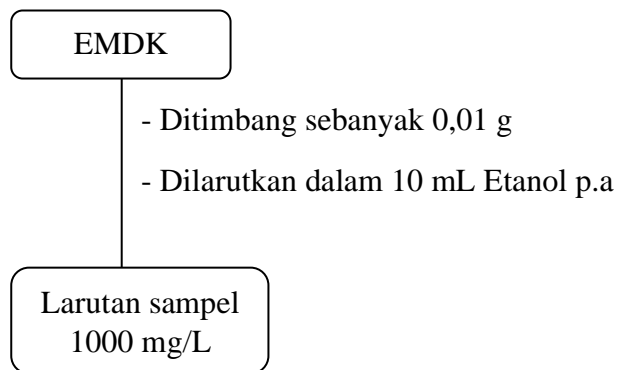 EMDK
- Ditimbang sebanyak 0,01 g
- Dilarutkan dalam 10 mL Etanol p.a
Larutan sampel
1000 mg/L